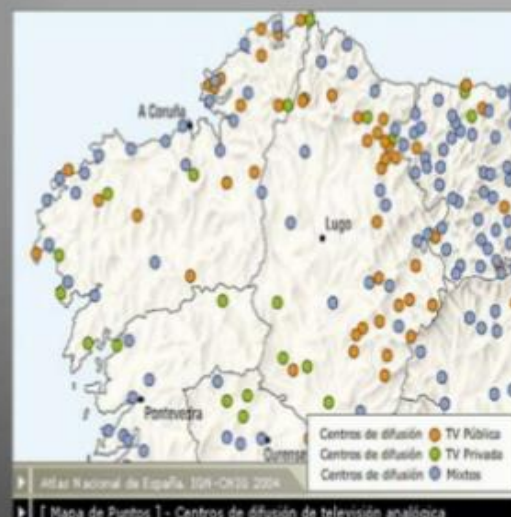 A Coruña
Lugo
Pontevedra
Ourense
Centros de difusión TV Pública
Centros de difusión TV Privada
Centros de difusión Mixtos
Atlas Nacional de España. IGN-CNIG 2004
[ Mapa de Puntos ] - Centros de difusión de televisión analógica